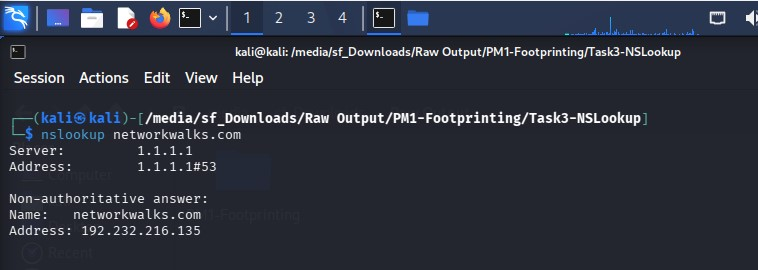 1 2 3 4
kali@kali: /media/sf_Downloads/Raw Output/PM1-Footprinting/Task3-NSLookup
Session Actions Edit View Help
┌──(kali㉿kali)-[/media/sf_Downloads/Raw Output/PM1-Footprinting/Task3-NSLookup]
└─$ nslookup networkwalks.com
Server:         1.1.1.1
Address:        1.1.1.1#53
Computer
Non-authoritative answer:
Name:   networkwalks.com
Address: 192.232.216.135
Recent